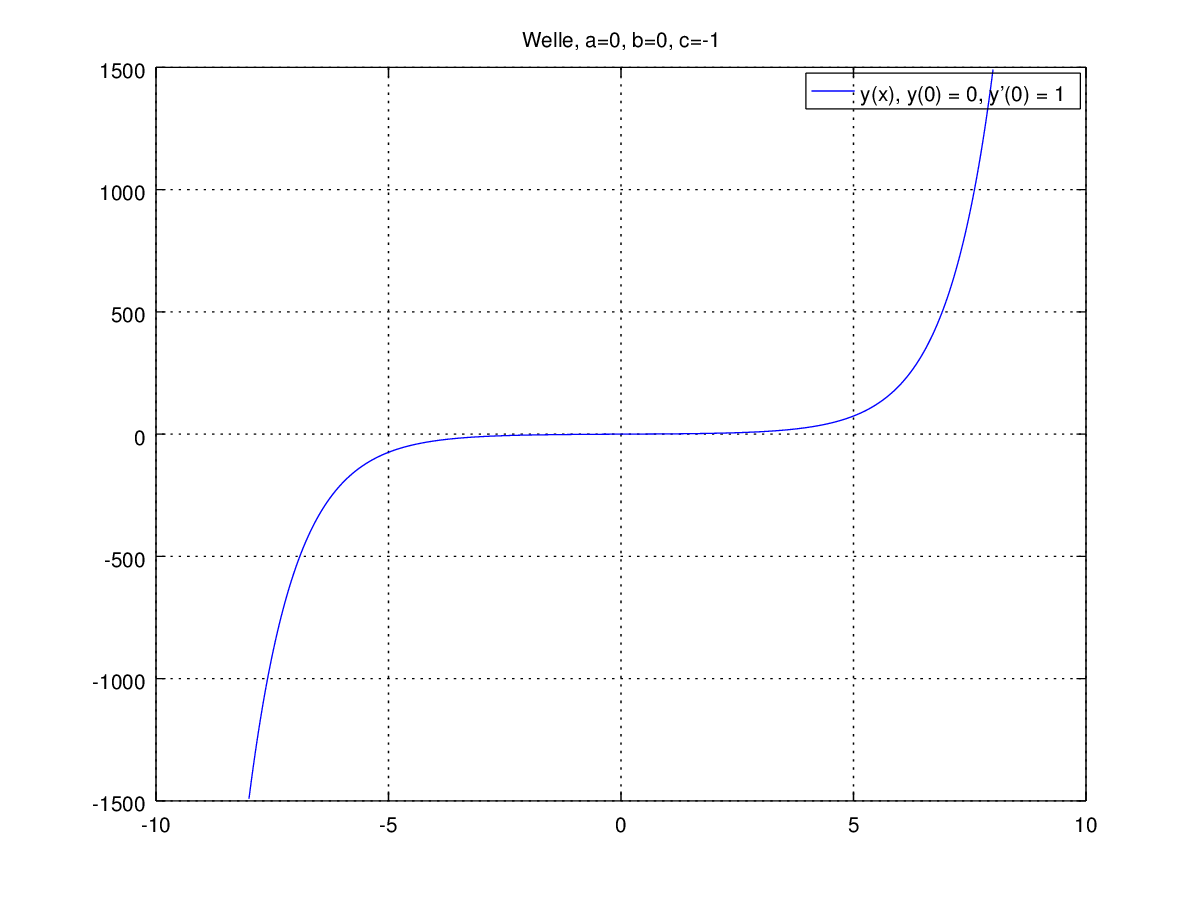 Welle, a=0, b=0, c=-1
1500
y(x), y(0) = 0, y'(0) = 1
1000
500
0
-500
-1000
-1500
-10 -5 0 5 10